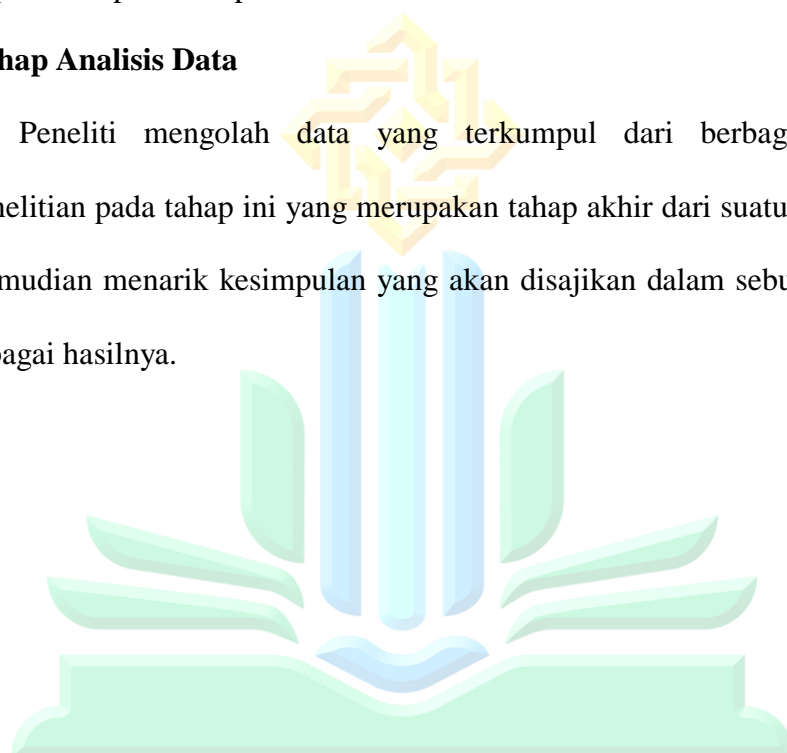 hap Analisis Data
Peneliti mengolah data yang terkumpul dari berbag
nelitian pada tahap ini yang merupakan tahap akhir dari suatu
mudian menarik kesimpulan yang akan disajikan dalam sebu
bagai hasilnya.